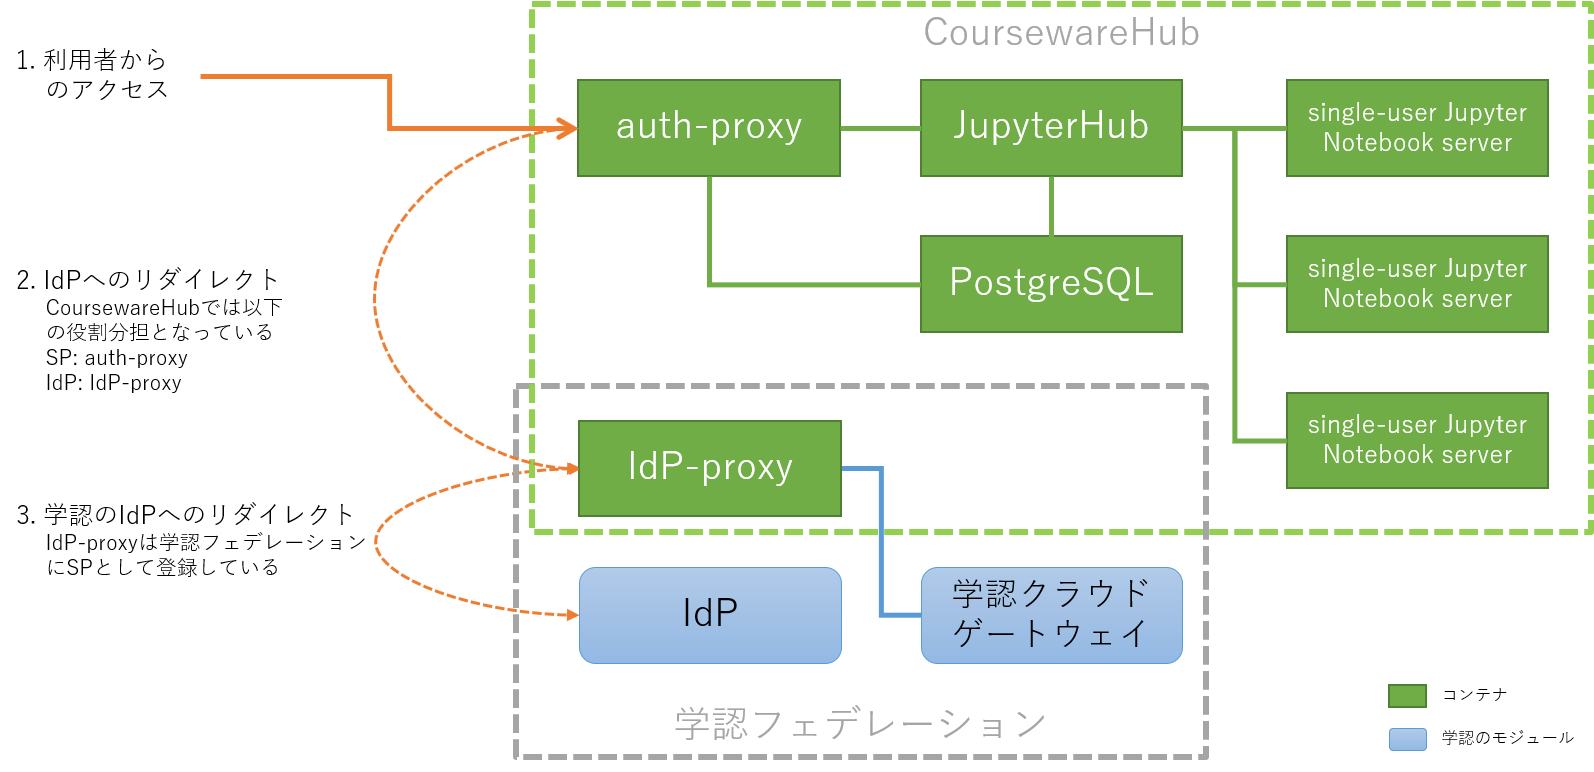 CoursewareHub
1. 利用者から
のアクセス
auth-proxy
JupyterHub
single-user Jupyter
Notebook server
2. IdPへのリダイレクト
CoursewareHubでは以下
の役割分担となっている
SP: auth-proxy
IdP: IdP-proxy
PostgreSQL
single-user Jupyter
Notebook server
IdP-proxy
single-user Jupyter
Notebook server
3. 学認のIdPへのリダイレクト
IdP-proxyは学認フェデレーション
にSPとして登録している
IdP
学認クラウド
ゲートウェイ
学認フェデレーション
コンテナ
学認のモジュール